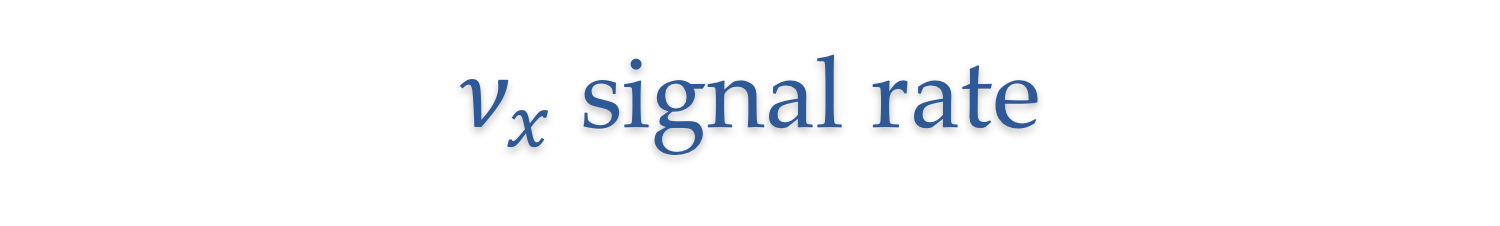 νₓ signal rate